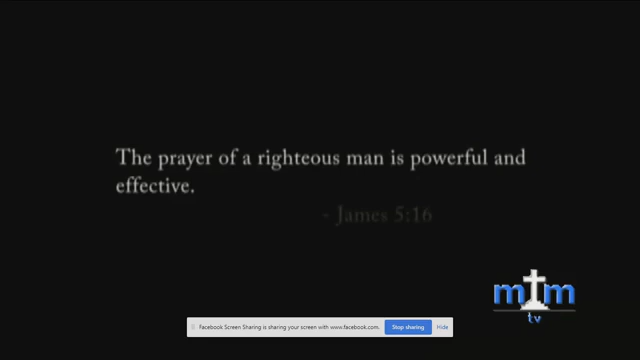 The prayer of a righteous man is powerful and
effective.
- James 5:16
mtm
tv
Facebook Screen Sharing is sharing your screen with www.facebook.com. Stop sharing Hide